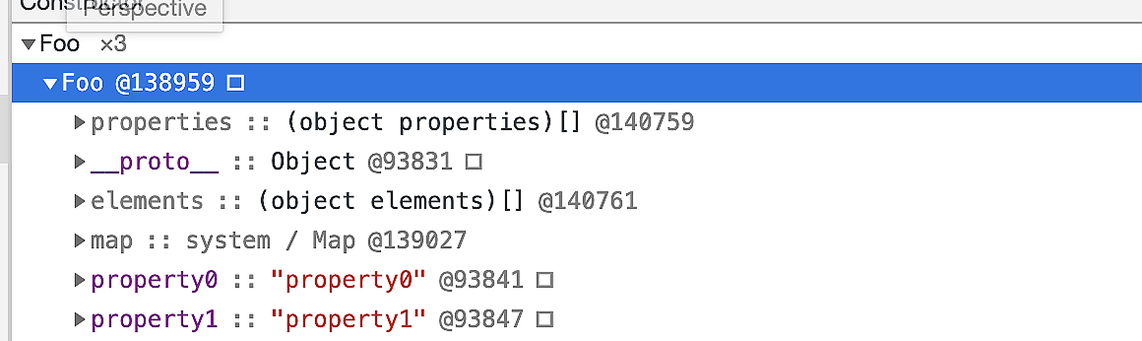 Constructor
Perspective
▼Foo ×3
▼Foo @138959 □
▶properties :: (object properties)[] @140759
▶__proto__ :: Object @93831 □
▶elements :: (object elements)[] @140761
▶map :: system / Map @139027
▶property0 :: "property0" @93841 □
▶property1 :: "property1" @93847 □